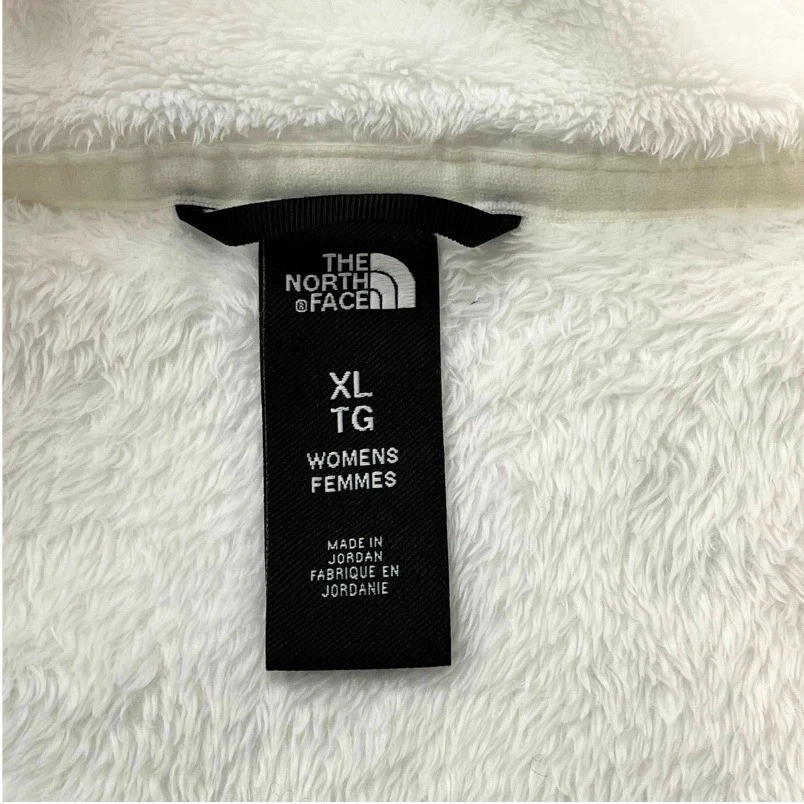 THE
NORTH
® FACE
XL
TG
WOMENS
FEMMES
MADE IN
JORDAN
FABRIQUE EN
JORDANIE